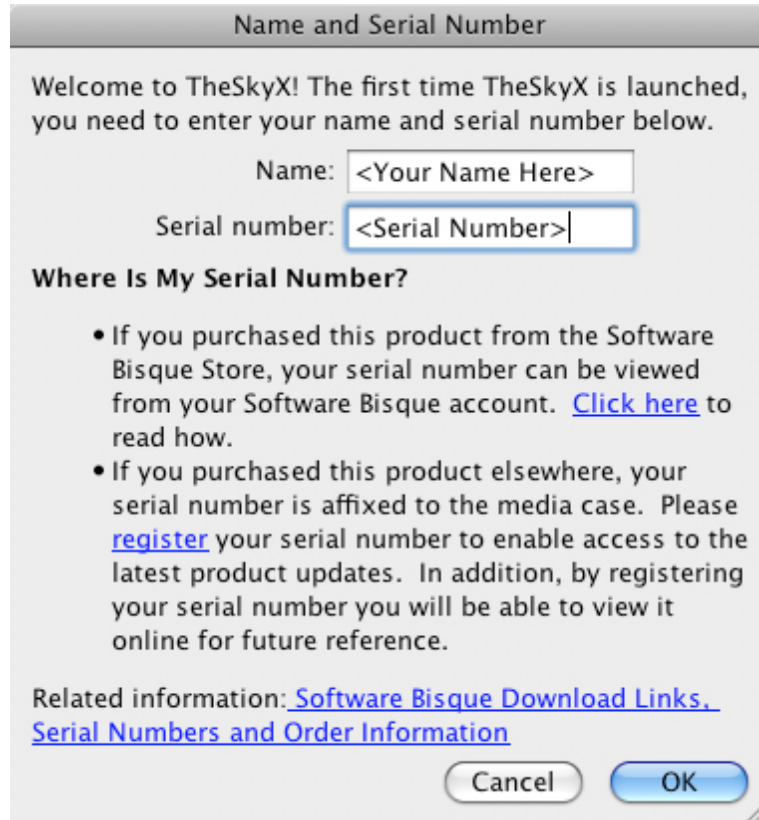 Name and Serial Number
Welcome to TheSkyX! The first time TheSkyX is launched,
you need to enter your name and serial number below.
Name: <Your Name Here>
Serial number: <Serial Number>
Where Is My Serial Number?
• If you purchased this product from the Software
Bisque Store, your serial number can be viewed
from your Software Bisque account. Click here to
read how.
• If you purchased this product elsewhere, your
serial number is affixed to the media case. Please
register your serial number to enable access to the
latest product updates. In addition, by registering
your serial number you will be able to view it
online for future reference.
Related information: Software Bisque Download Links,
Serial Numbers and Order Information
Cancel OK